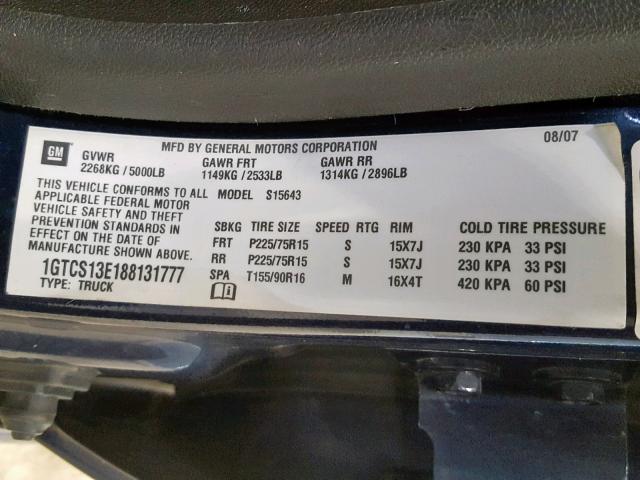 MFD BY GENERAL MOTORS CORPORATION 08/07
GM GVWR GAWR FRT GAWR RR
2268KG / 5000LB 1149KG / 2533LB 1314KG / 2896LB
THIS VEHICLE CONFORMS TO ALL MODEL S15643
APPLICABLE FEDERAL MOTOR
VEHICLE SAFETY AND THEFT
PREVENTION STANDARDS IN
EFFECT ON THE DATE OF
MANUFACTURE SHOWN ABOVE.
1GTCS13E188131777
TYPE: TRUCK
SBKG TIRE SIZE SPEED RTG RIM COLD TIRE PRESSURE
FRT P225/75R15 S 15X7J 230 KPA 33 PSI
RR P225/75R15 S 15X7J 230 KPA 33 PSI
SPA T155/90R16 M 16X4T 420 KPA 60 PSI